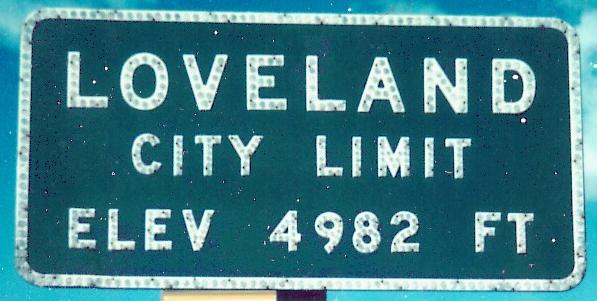 LOVELAND
CITY LIMIT
ELEV 4982 FT